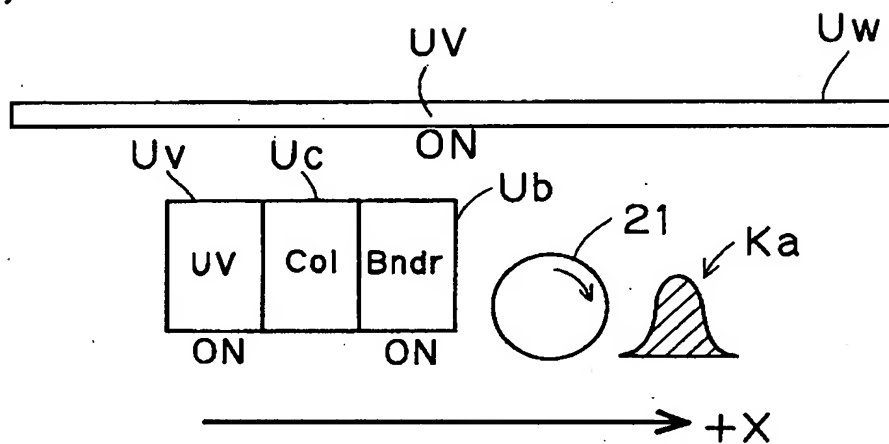 UV Uw
ON
Uv Uc Ub
UV Col Bndr 21 Ka
ON ON
+X